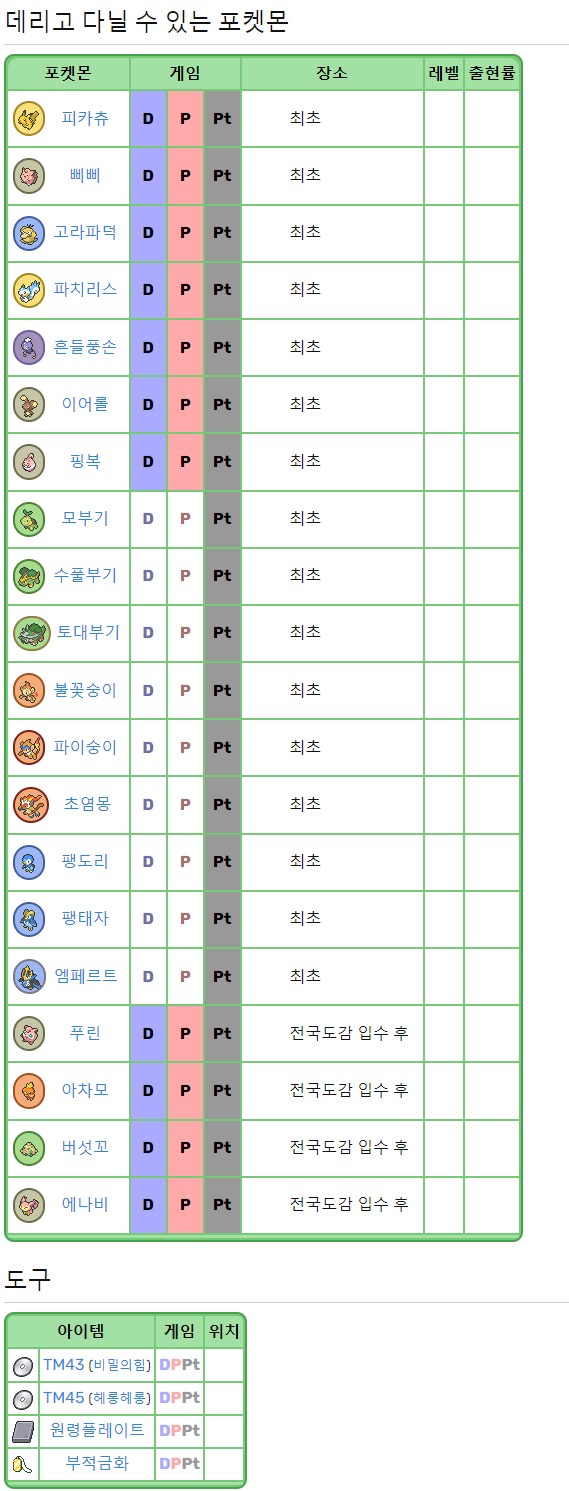 데리고 다닐 수 있는 포켓몬
포켓몬 게임 장소 레벨 출현률
피카츄 D P Pt 최초
삐삐 D P Pt 최초
고라파덕 D P Pt 최초
파치리스 D P Pt 최초
흔들풍손 D P Pt 최초
이어롤 D P Pt 최초
핑복 D P Pt 최초
모부기 D P Pt 최초
수풀부기 D P Pt 최초
토대부기 D P Pt 최초
불꽃숭이 D P Pt 최초
파이숭이 D P Pt 최초
초염몽 D P Pt 최초
팽도리 D P Pt 최초
팽태자 D P Pt 최초
엠페르트 D P Pt 최초
푸린 D P Pt 전국도감 입수 후
아차모 D P Pt 전국도감 입수 후
버섯꼬 D P Pt 전국도감 입수 후
에나비 D P Pt 전국도감 입수 후
도구
아이템 게임 위치
TM43 (비밀의힘) DPPt
TM45 (헤롱헤롱) DPPt
원령플레이트 DPPt
부적금화 DPPt